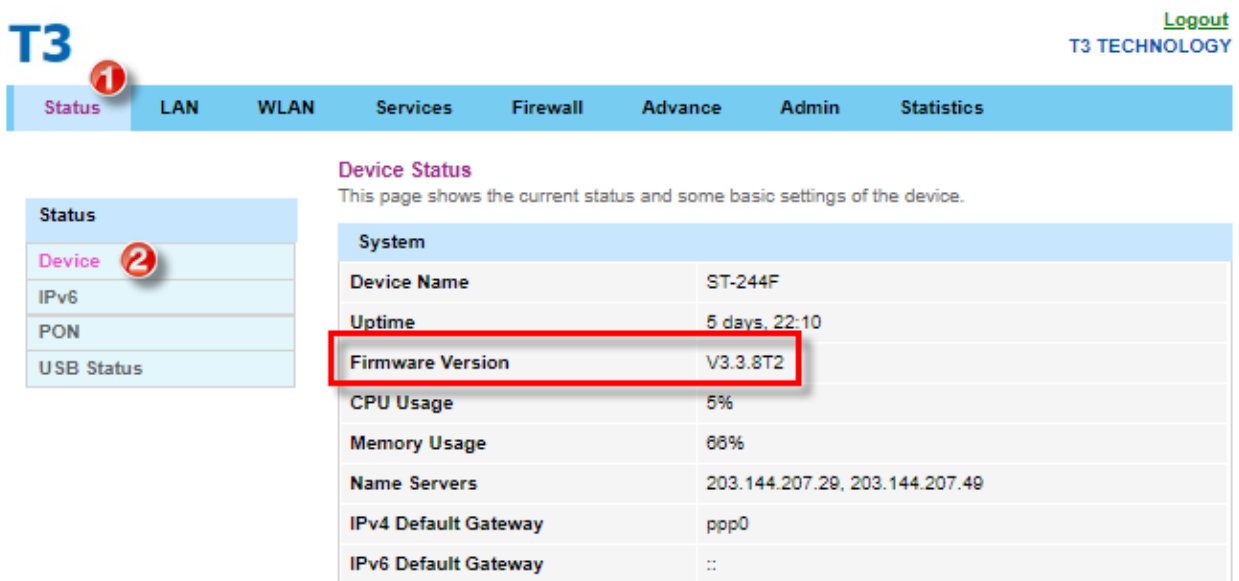 Logout
T3
T3 TECHNOLOGY
1
Status LAN WLAN Services Firewall Advance Admin Statistics
Device Status
This page shows the current status and some basic settings of the device.
Status
Device 2
IPv6
PON
USB Status
System
Device Name ST-244F
Uptime 5 days, 22:10
Firmware Version V3.3.8T2
CPU Usage 5%
Memory Usage 66%
Name Servers 203.144.207.29, 203.144.207.49
IPv4 Default Gateway ppp0
IPv6 Default Gateway ::